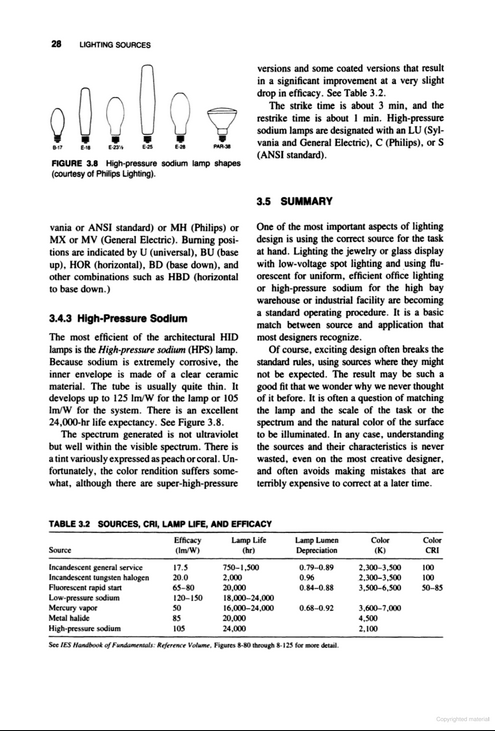 28 LIGHTING SOURCES
B-17 E-18 E-23½ E-25 E-28 PAR-38
FIGURE 3.8 High-pressure sodium lamp shapes
(courtesy of Philips Lighting).
vania or ANSI standard) or MH (Philips) or
MX or MV (General Electric). Burning posi-
tions are indicated by U (universal), BU (base
up), HOR (horizontal), BD (base down), and
other combinations such as HBD (horizontal
to base down.)
3.4.3 High-Pressure Sodium
The most efficient of the architectural HID
lamps is the High-pressure sodium (HPS) lamp.
Because sodium is extremely corrosive, the
inner envelope is made of a clear ceramic
material. The tube is usually quite thin. It
develops up to 125 lm/W for the lamp or 105
lm/W for the system. There is an excellent
24,000-hr life expectancy. See Figure 3.8.
The spectrum generated is not ultraviolet
but well within the visible spectrum. There is
a tint variously expressed as peach or coral. Un-
fortunately, the color rendition suffers some-
what, although there are super-high-pressure
versions and some coated versions that result
in a significant improvement at a very slight
drop in efficacy. See Table 3.2.
The strike time is about 3 min, and the
restrike time is about 1 min. High-pressure
sodium lamps are designated with an LU (Syl-
vania and General Electric), C (Philips), or S
(ANSI standard).
3.5 SUMMARY
One of the most important aspects of lighting
design is using the correct source for the task
at hand. Lighting the jewelry or glass display
with low-voltage spot lighting and using flu-
orescent for uniform, efficient office lighting
or high-pressure sodium for the high bay
warehouse or industrial facility are becoming
a standard operating procedure. It is a basic
match between source and application that
most designers recognize.
Of course, exciting design often breaks the
standard rules, using sources where they might
not be expected. The result may be such a
good fit that we wonder why we never thought
of it before. It is often a question of matching
the lamp and the scale of the task or the
spectrum and the natural color of the surface
to be illuminated. In any case, understanding
the sources and their characteristics is never
wasted, even on the most creative designer,
and often avoids making mistakes that are
terribly expensive to correct at a later time.
TABLE 3.2 SOURCES, CRI, LAMP LIFE, AND EFFICACY
Efficacy Lamp Life Lamp Lumen Color Color
Source (lm/W) (hr) Depreciation (K) CRI
Incandescent general service 17.5 750–1,500 0.79–0.89 2,300–3,500 100
Incandescent tungsten halogen 20.0 2,000 0.96 2,300–3,500 100
Fluorescent rapid start 65–80 20,000 0.84–0.88 3,500–6,500 50–85
Low-pressure sodium 120–150 18,000–24,000
Mercury vapor 50 16,000–24,000 0.68–0.92 3,600–7,000
Metal halide 85 20,000 4,500
High-pressure sodium 105 24,000 2,100
See IES Handbook of Fundamentals: Reference Volume, Figures 8-80 through 8-125 for more detail.
Copyrighted material